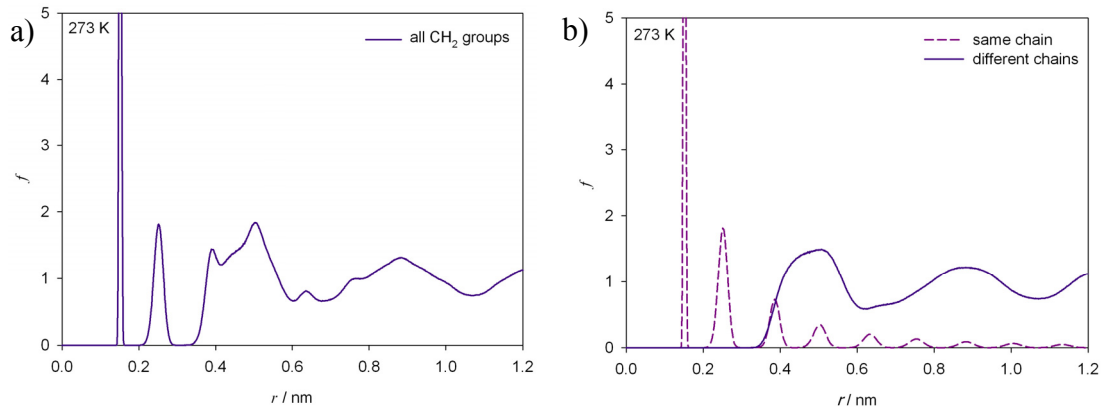 a)
273 K
all CH₂ groups
5
4
3
2
1
0
f
0.0 0.2 0.4 0.6 0.8 1.0 1.2
r / nm
b)
273 K
same chain
different chains
5
4
3
2
1
0
f
0.0 0.2 0.4 0.6 0.8 1.0 1.2
r / nm